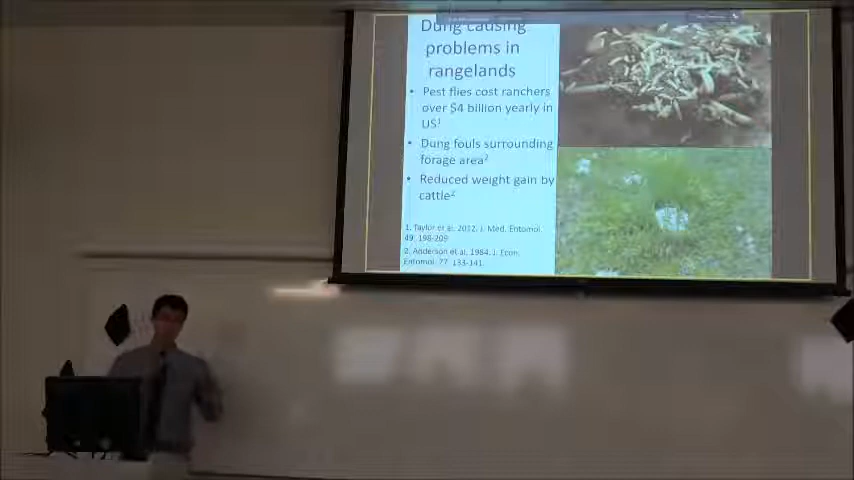 Dung causing
problems in
rangelands
• Pest flies cost ranchers
over $4 billion yearly in
US1
• Dung fouls surrounding
forage area2
• Reduced weight gain by
cattle2
1. Taylor et al. 2012. J. Med. Entomol.
49: 198-209
2. Anderson et al. 1984. J. Econ.
Entomol. 77: 133-141.